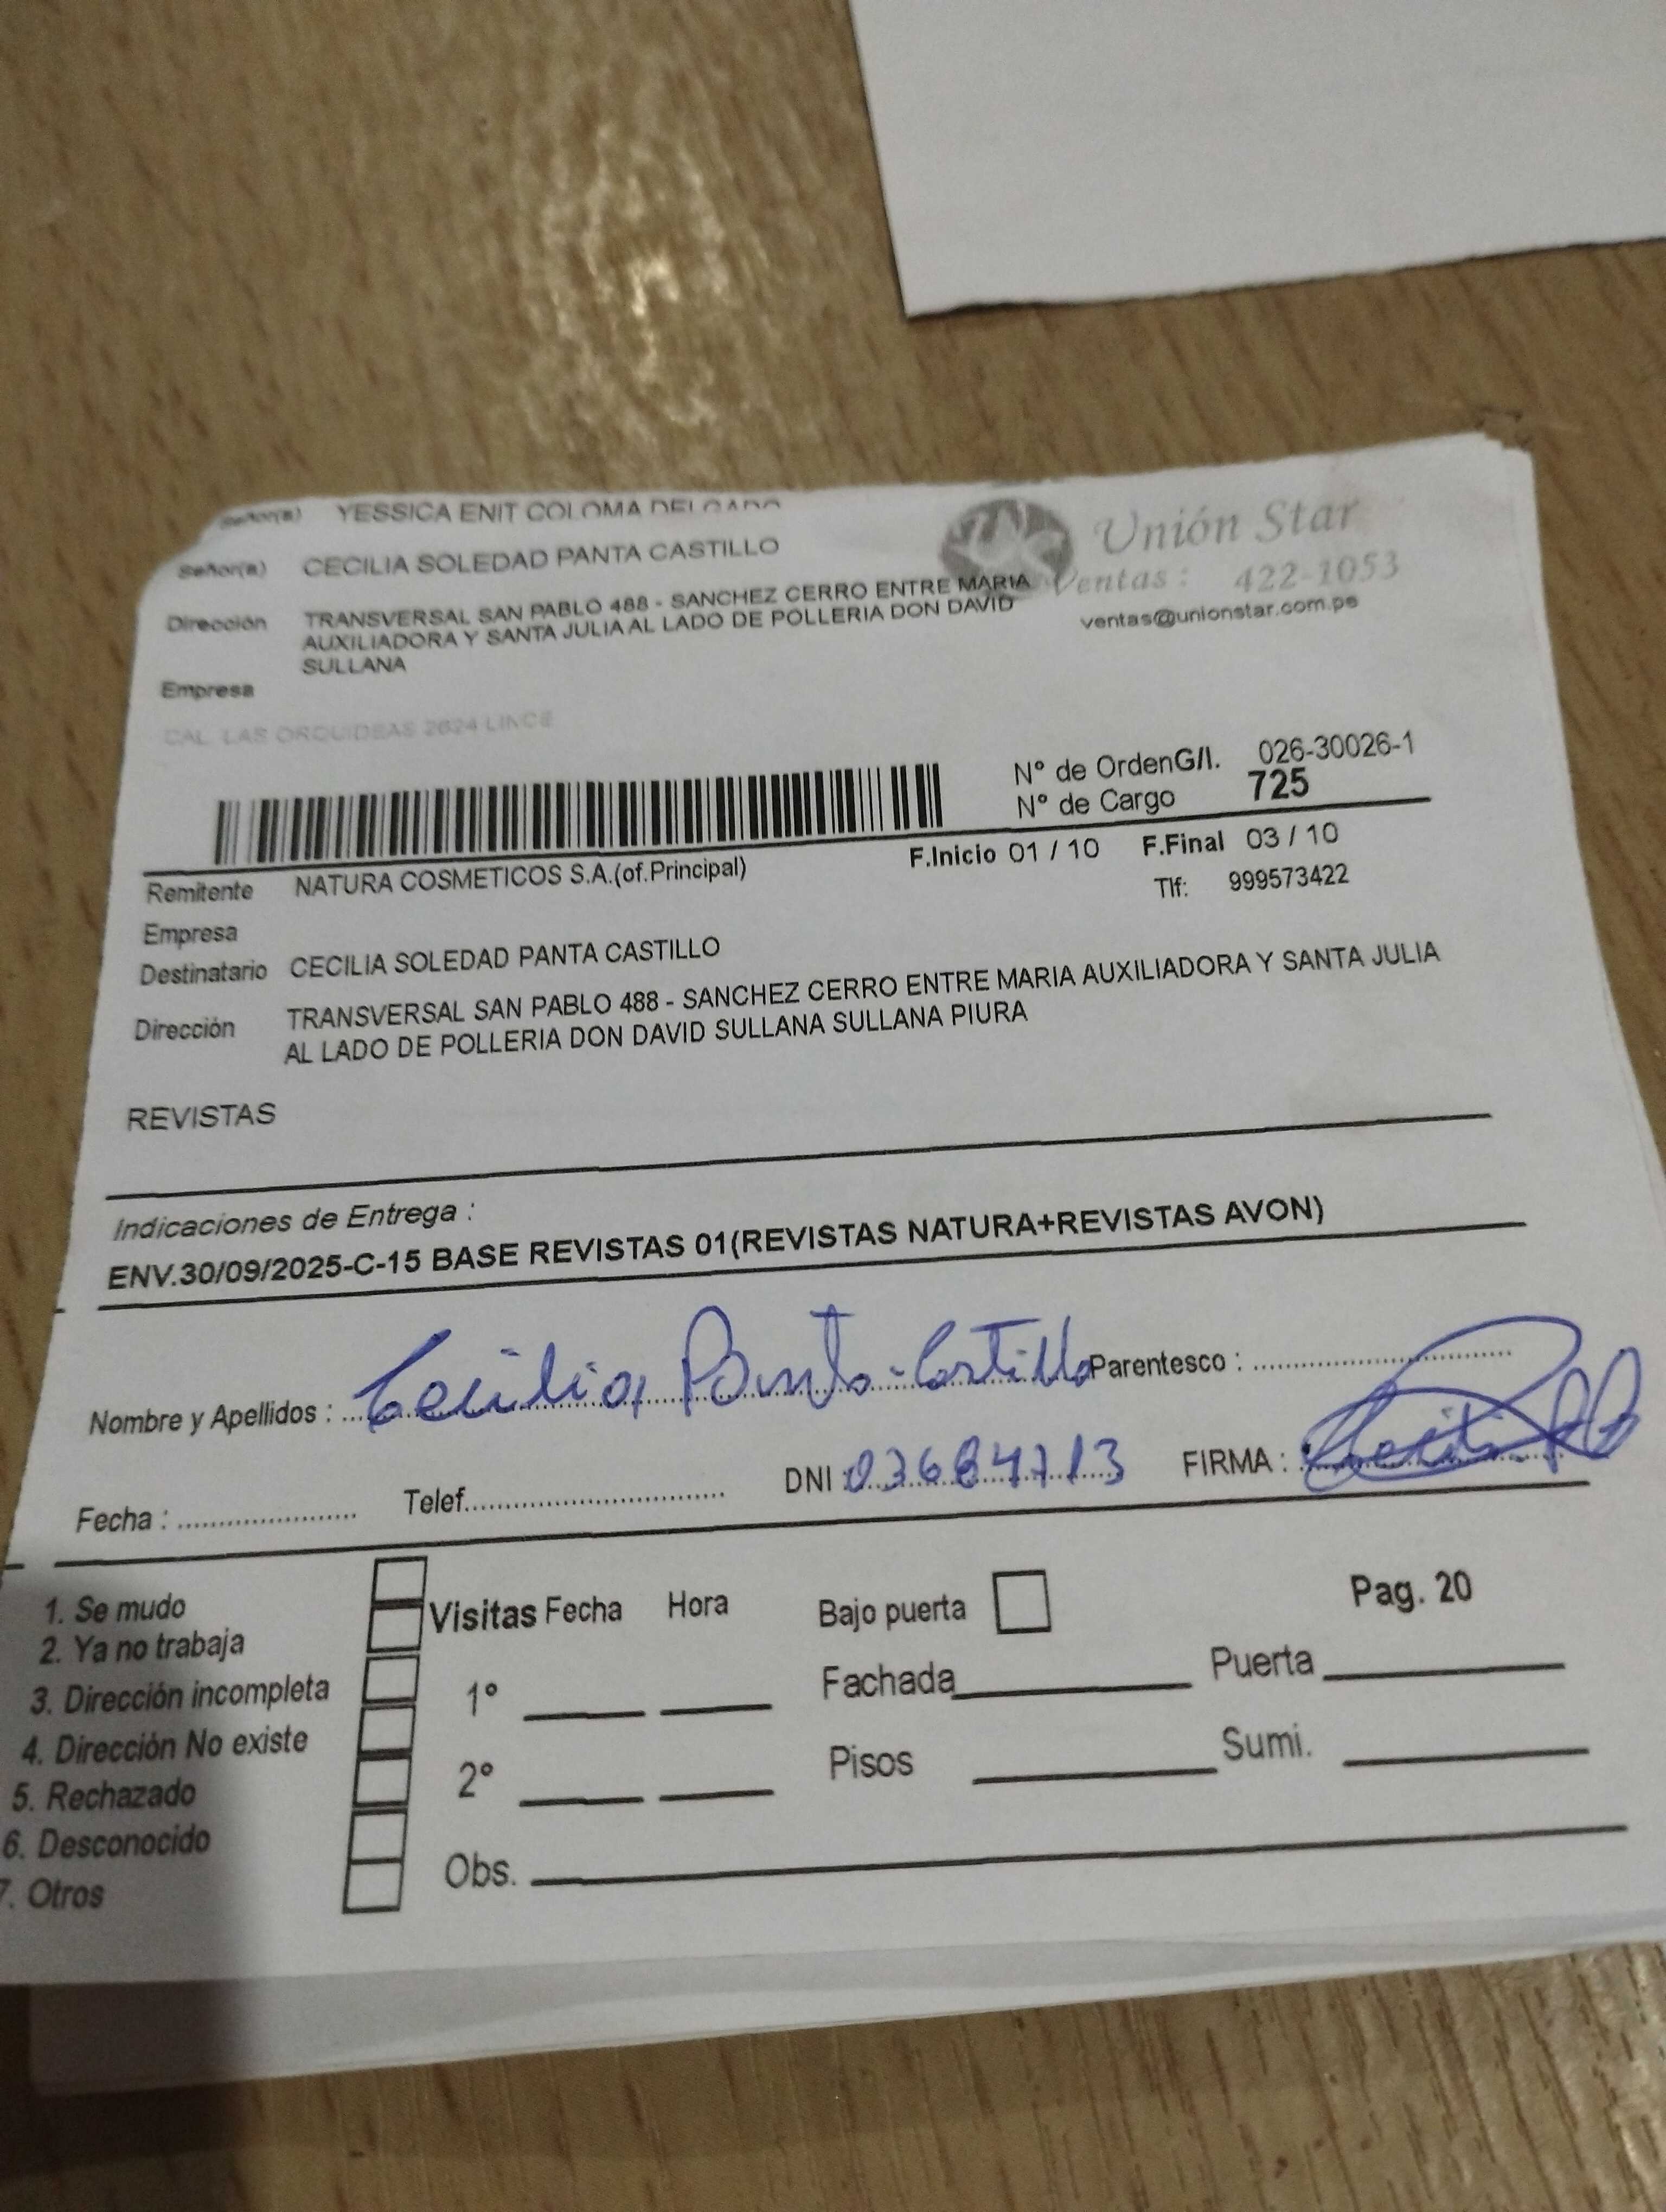 Señor(a) YESSICA ENIT COLOMA DELGADO
Señor(a) CECILIA SOLEDAD PANTA CASTILLO
Unión Star
Ventas : 422-1053
ventas@unionstar.com.pe
Dirección TRANSVERSAL SAN PABLO 488 - SANCHEZ CERRO ENTRE MARIA
AUXILIADORA Y SANTA JULIA AL LADO DE POLLERIA DON DAVID
SULLANA
Empresa
CAL. LAS ORQUIDEAS 2624 LINCE
N° de OrdenG/I. 026-30026-1
N° de Cargo 725
F.Inicio 01 / 10 F.Final 03 / 10
Remitente NATURA COSMETICOS S.A.(of.Principal)
Tlf: 999573422
Empresa
Destinatario CECILIA SOLEDAD PANTA CASTILLO
Dirección TRANSVERSAL SAN PABLO 488 - SANCHEZ CERRO ENTRE MARIA AUXILIADORA Y SANTA JULIA
AL LADO DE POLLERIA DON DAVID SULLANA SULLANA PIURA
REVISTAS
Indicaciones de Entrega :
ENV.30/09/2025-C-15 BASE REVISTAS 01(REVISTAS NATURA+REVISTAS AVON)
Nombre y Apellidos : Cecilia Panta Castillo Parentesco :
Fecha : Telef. DNI : 03684713 FIRMA :
1. Se mudo
2. Ya no trabaja
3. Dirección incompleta
4. Dirección No existe
5. Rechazado
6. Desconocido
7. Otros
Visitas Fecha Hora
1°
2°
Obs.
Bajo puerta Pag. 20
Fachada Puerta
Pisos Sumi.